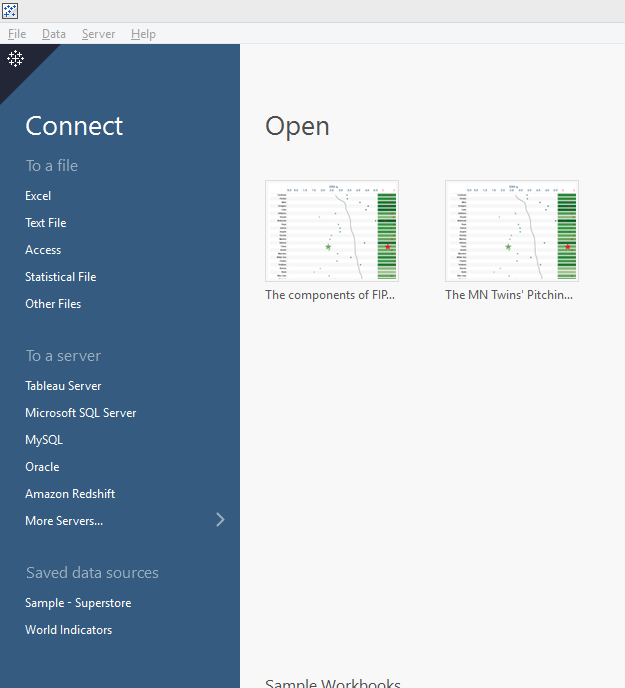 File Data Server Help
Connect
To a file
Excel
Text File
Access
Statistical File
Other Files
To a server
Tableau Server
Microsoft SQL Server
MySQL
Oracle
Amazon Redshift
More Servers...
Saved data sources
Sample - Superstore
World Indicators
Open
The components of FIP...
The MN Twins' Pitchin...
Sample Workbooks